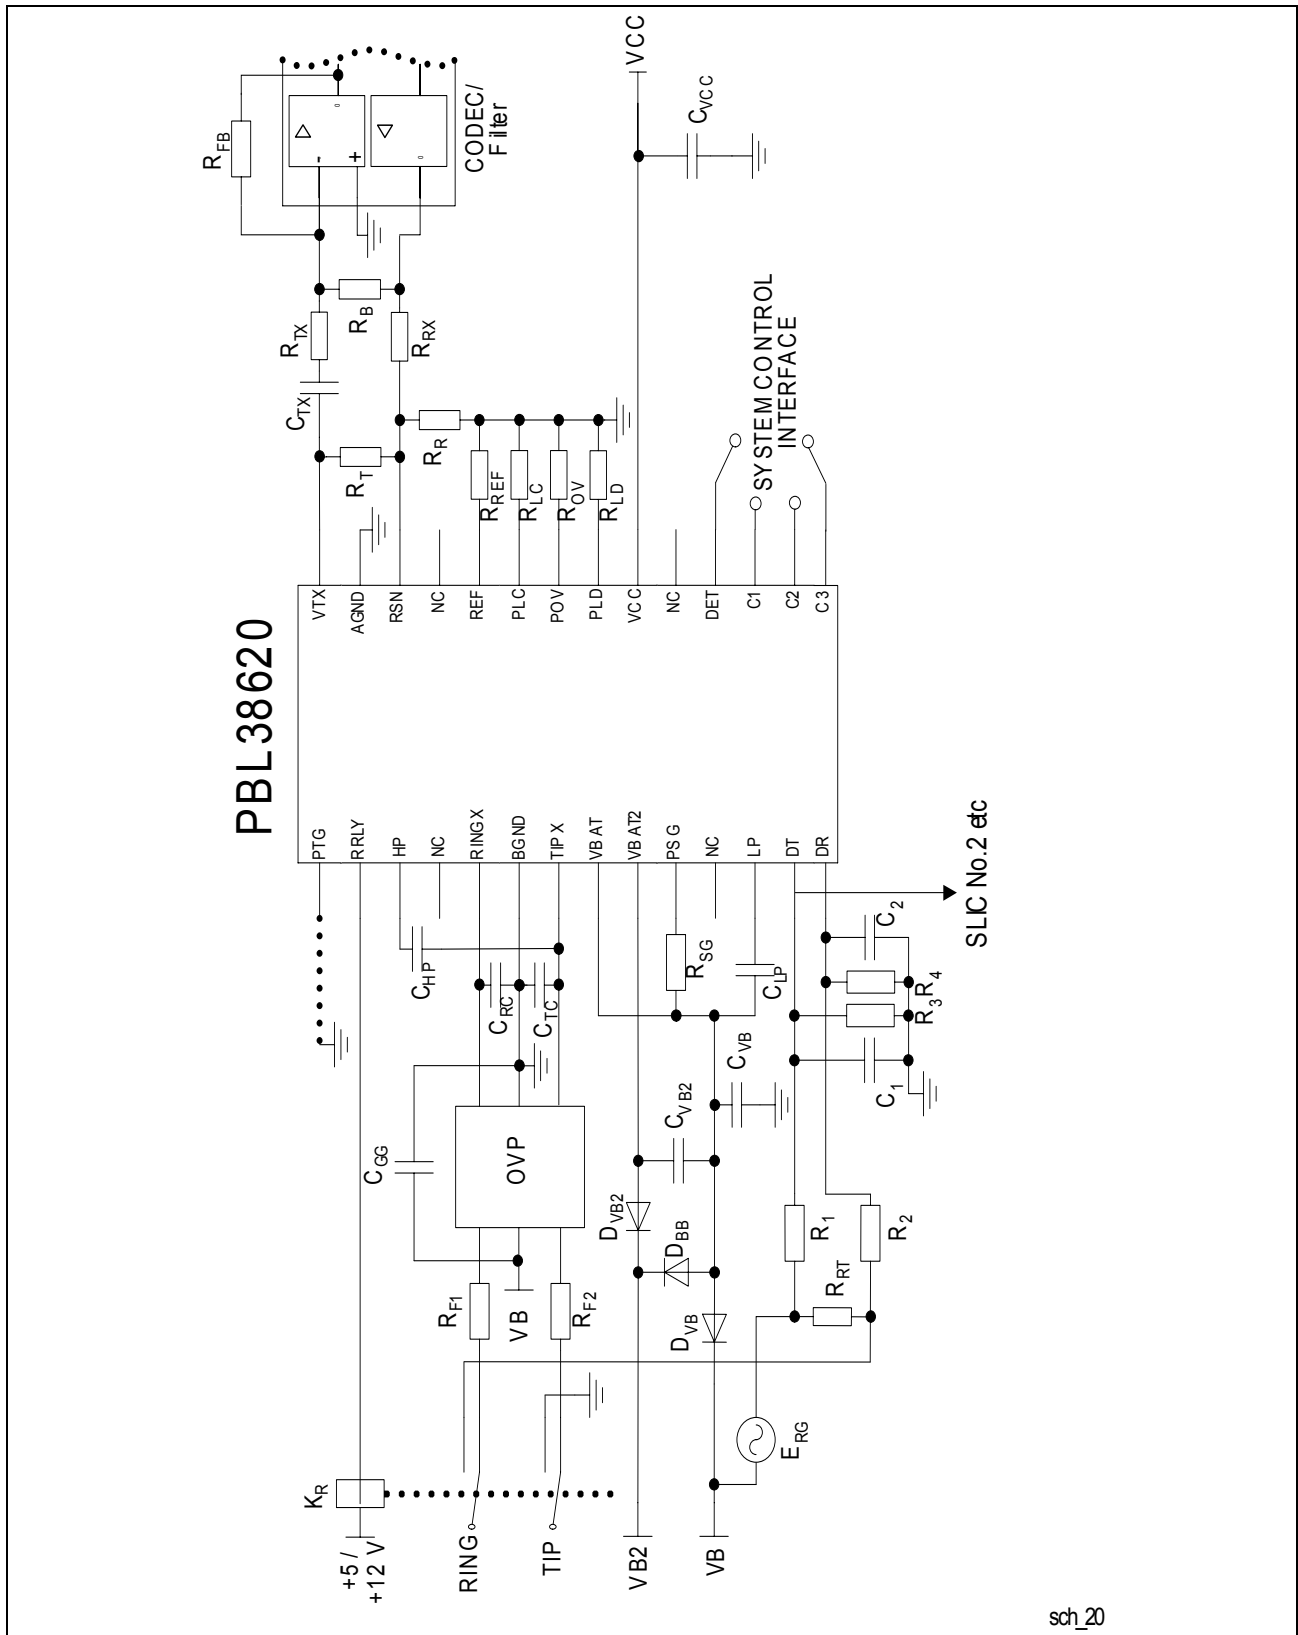 PBL38620
PTG
RRLY
HP
NC
RINGX
BGND
TIPX
VBAT
VBAT2
PSG
NC
LP
DT
DR
VTX
AGND
RSN
NC
REF
PLC
POV
PLD
VCC
NC
DET
C1
C2
C3
KR
+5 /
+12 V
RING
TIP
VB2
VB
RF1
VB
RF2
CGG
OVP
CHP
CRC
CTC
RSG
CLP
CVB
CVB2
DVB2
DBB
DVB
ERG
RRT
R1
R2
C1
R3
R4
C2
SLIC No.2 etc
RT
CTX
RTX
RB
RRX
RR
RREF
RLC
ROV
RLD
RFB
-
+
0
0
CODEC/
Filter
VCC
CVCC
SYSTEM CONTROL
INTERFACE
sch_20